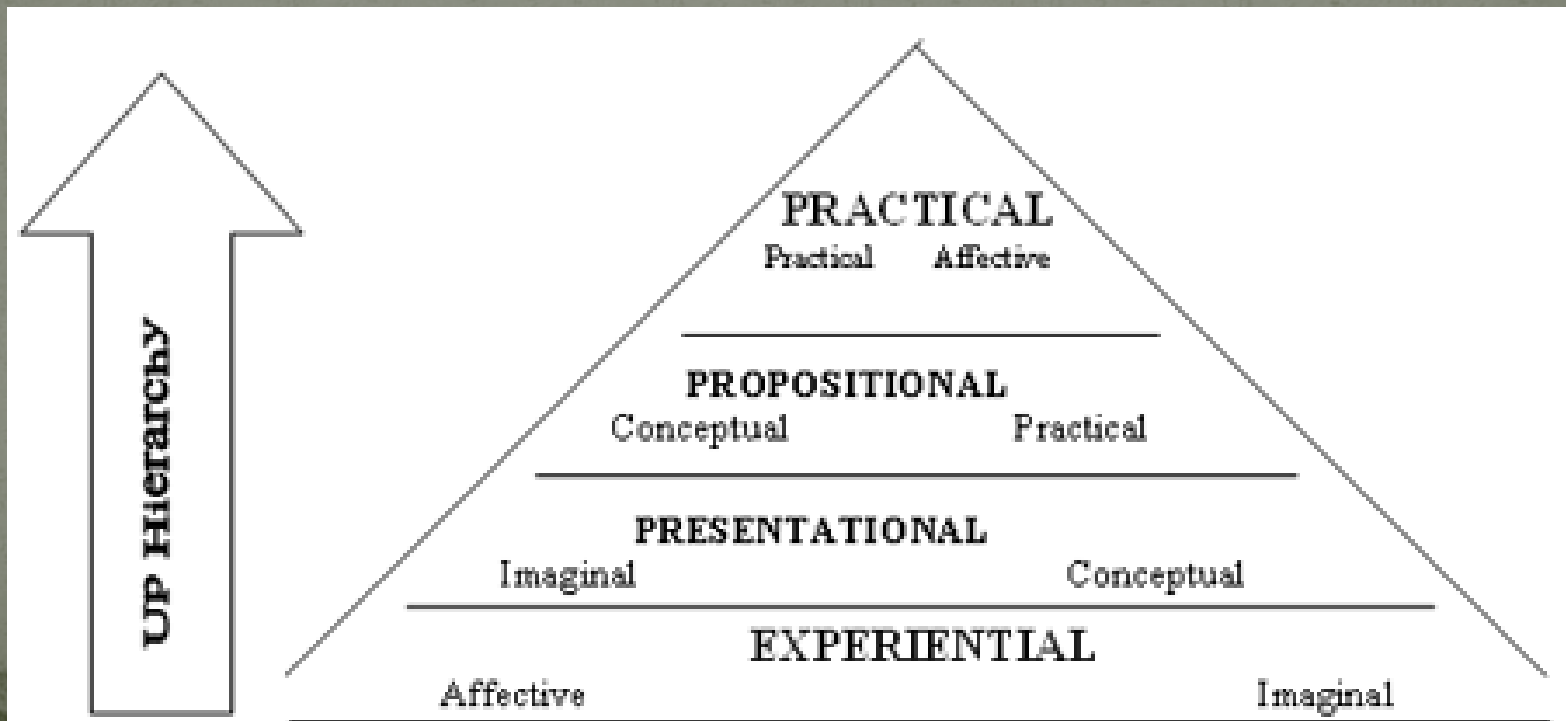 UP Hierarchy
PRACTICAL
Practical Affective
PROPOSITIONAL
Conceptual Practical
PRESENTATIONAL
Imaginal Conceptual
EXPERIENTIAL
Affective Imaginal